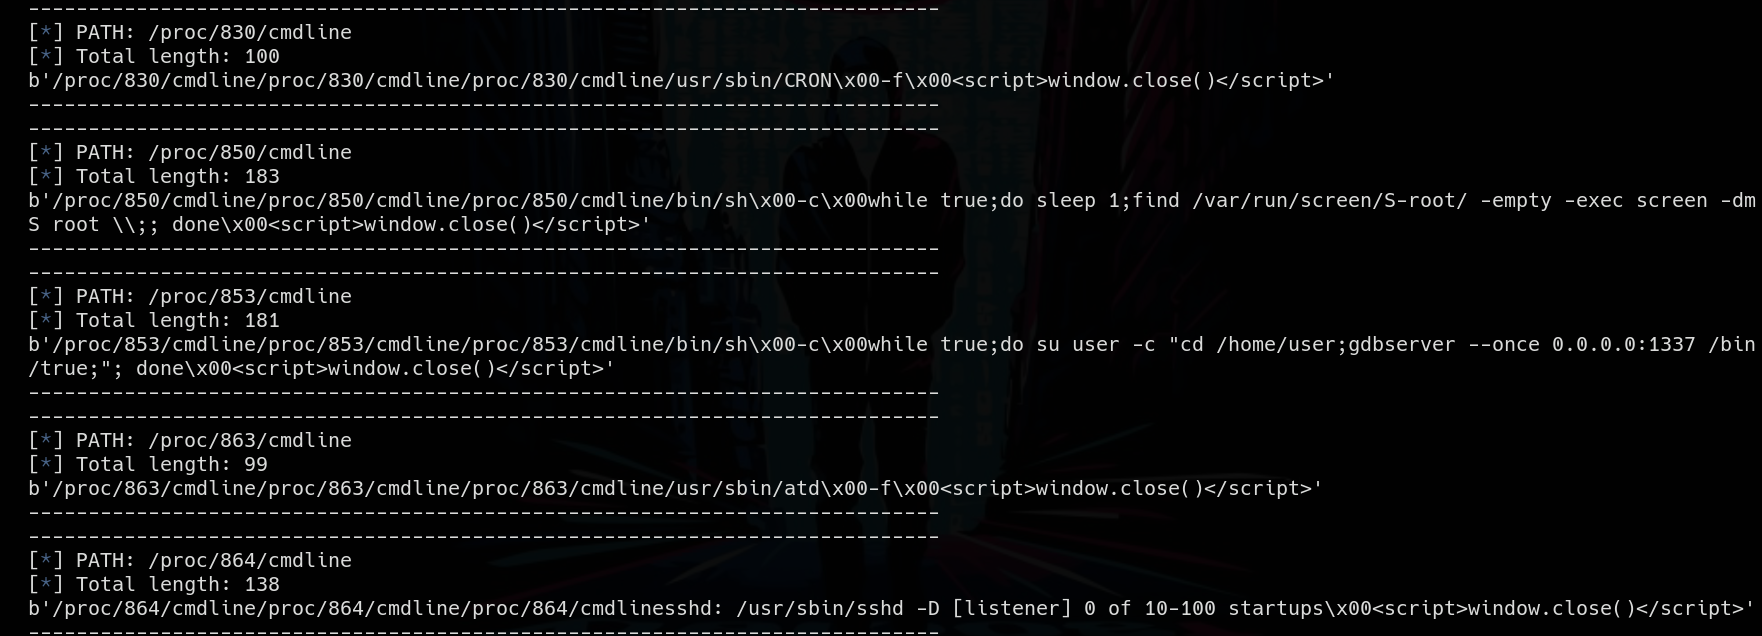 ----------------------------------------------------------------------------
[*] PATH: /proc/830/cmdline
[*] Total length: 100
b'/proc/830/cmdline/proc/830/cmdline/proc/830/cmdline/usr/sbin/CRON\x00-f\x00<script>window.close()</script>'
----------------------------------------------------------------------------
----------------------------------------------------------------------------
[*] PATH: /proc/850/cmdline
[*] Total length: 183
b'/proc/850/cmdline/proc/850/cmdline/proc/850/cmdline/bin/sh\x00-c\x00while true;do sleep 1;find /var/run/screen/S-root/ -empty -exec screen -dm
S root \\;; done\x00<script>window.close()</script>'
----------------------------------------------------------------------------
----------------------------------------------------------------------------
[*] PATH: /proc/853/cmdline
[*] Total length: 181
b'/proc/853/cmdline/proc/853/cmdline/proc/853/cmdline/bin/sh\x00-c\x00while true;do su user -c "cd /home/user;gdbserver --once 0.0.0.0:1337 /bin
/true;"; done\x00<script>window.close()</script>'
----------------------------------------------------------------------------
----------------------------------------------------------------------------
[*] PATH: /proc/863/cmdline
[*] Total length: 99
b'/proc/863/cmdline/proc/863/cmdline/proc/863/cmdline/usr/sbin/atd\x00-f\x00<script>window.close()</script>'
----------------------------------------------------------------------------
----------------------------------------------------------------------------
[*] PATH: /proc/864/cmdline
[*] Total length: 138
b'/proc/864/cmdline/proc/864/cmdline/proc/864/cmdlinesshd: /usr/sbin/sshd -D [listener] 0 of 10-100 startups\x00<script>window.close()</script>'
----------------------------------------------------------------------------